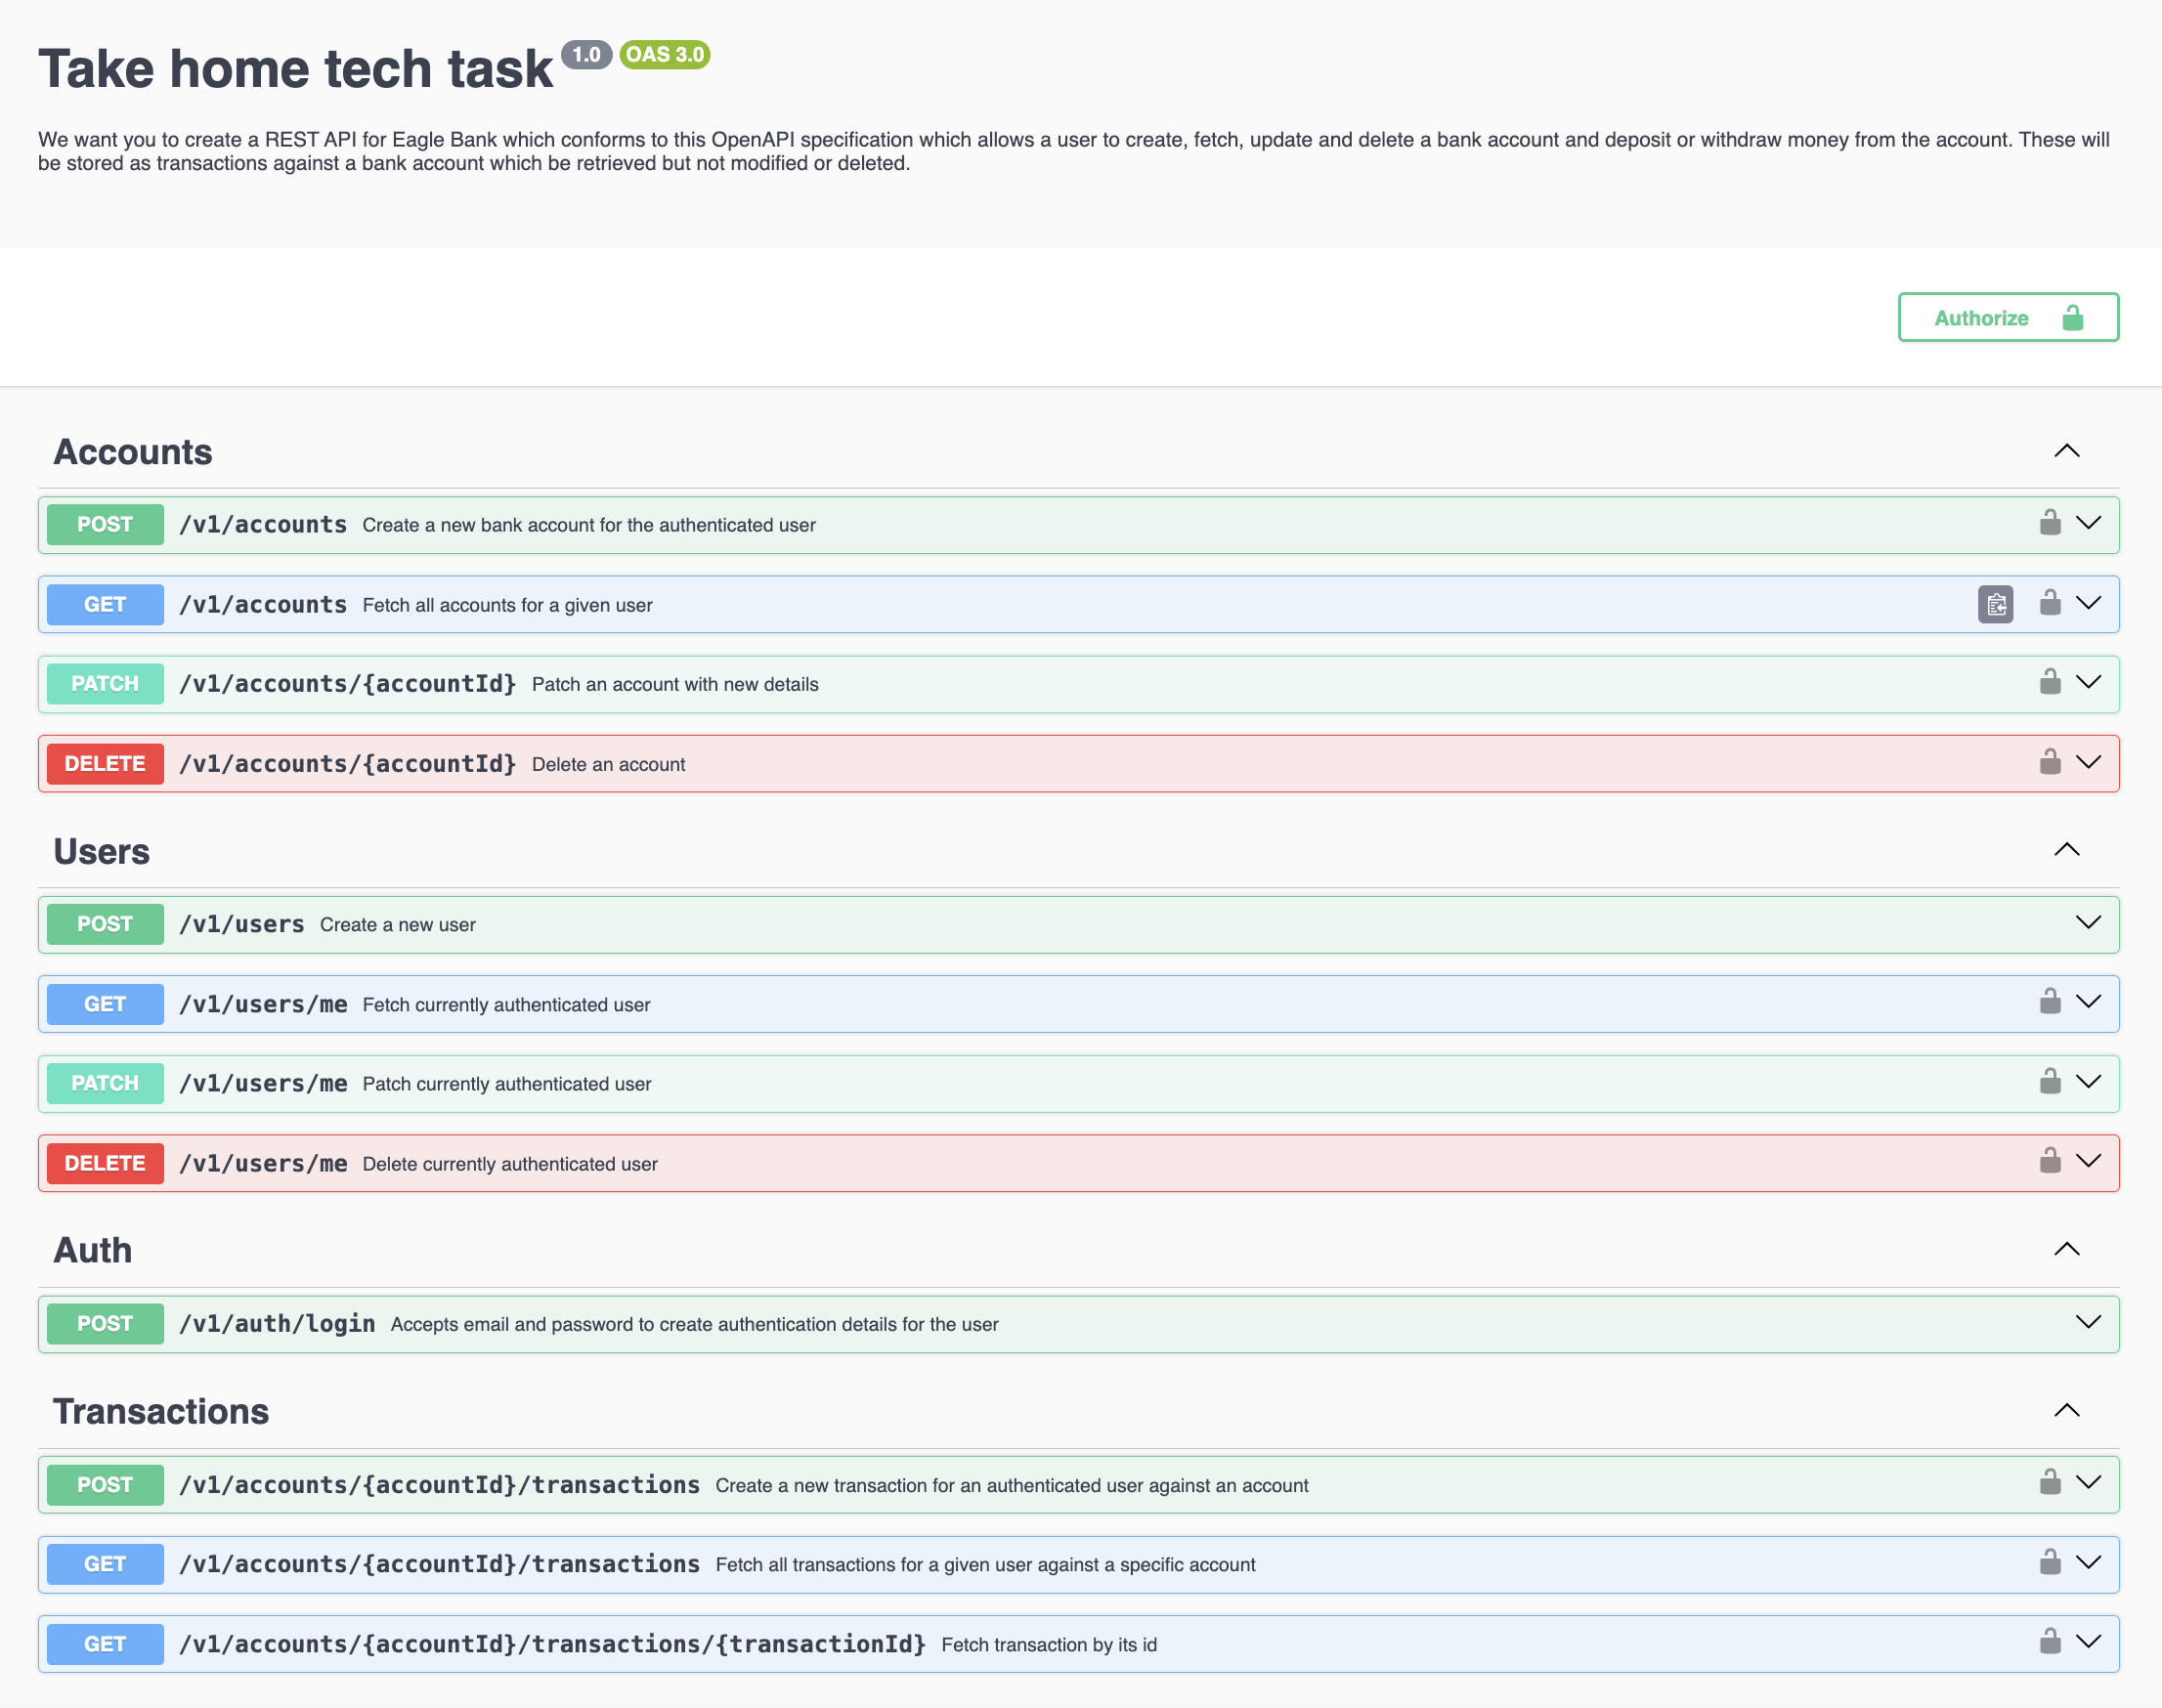 Take home tech task 1.0 OAS 3.0
We want you to create a REST API for Eagle Bank which conforms to this OpenAPI specification which allows a user to create, fetch, update and delete a bank account and deposit or withdraw money from the account. These will
be stored as transactions against a bank account which be retrieved but not modified or deleted.
Authorize
Accounts
POST /v1/accounts Create a new bank account for the authenticated user
GET /v1/accounts Fetch all accounts for a given user
PATCH /v1/accounts/{accountId} Patch an account with new details
DELETE /v1/accounts/{accountId} Delete an account
Users
POST /v1/users Create a new user
GET /v1/users/me Fetch currently authenticated user
PATCH /v1/users/me Patch currently authenticated user
DELETE /v1/users/me Delete currently authenticated user
Auth
POST /v1/auth/login Accepts email and password to create authentication details for the user
Transactions
POST /v1/accounts/{accountId}/transactions Create a new transaction for an authenticated user against an account
GET /v1/accounts/{accountId}/transactions Fetch all transactions for a given user against a specific account
GET /v1/accounts/{accountId}/transactions/{transactionId} Fetch transaction by its id